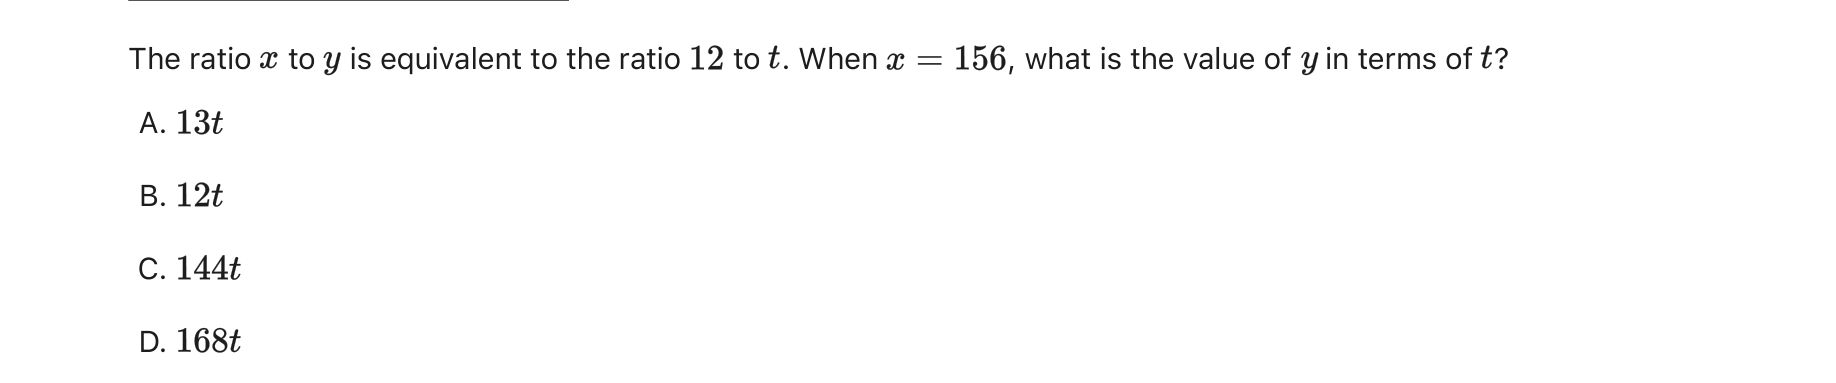 The ratio x to y is equivalent to the ratio 12 to t. When x = 156, what is the value of y in terms of t?
A. 13t
B. 12t
C. 144t
D. 168t